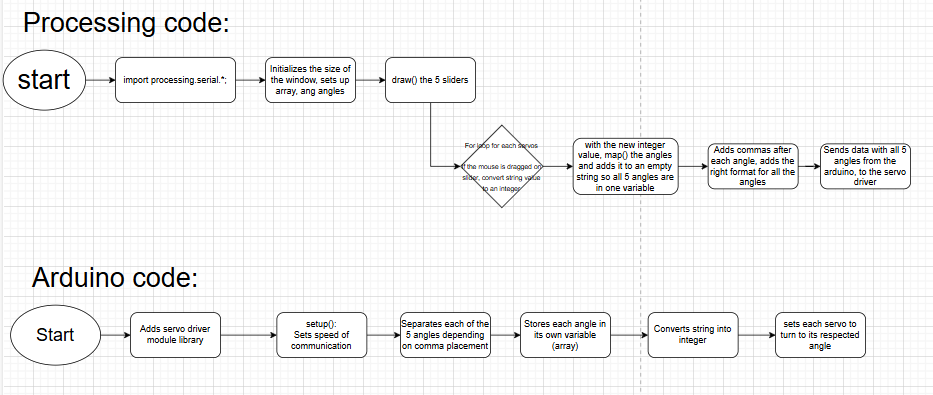 Processing code:
start
import processing.serial.*;
Initializes the size of
the window, sets up
array, ang angles
draw() the 5 sliders
For loop for each servos
If the mouse is dragged on
slider, convert string value
to an integer
with the new integer
value, map() the angles
and adds it to an empty
string so all 5 angles are
in one variable
Adds commas after
each angle, adds the
right format for all the
angles
Sends data with all 5
angles from the
arduino, to the servo
driver
Arduino code:
Start
Adds servo driver
module library
setup():
Sets speed of
communication
Separates each of the
5 angles depending
on comma placement
Stores each angle in
its own variable
(array)
Converts string into
integer
sets each servo to
turn to its respected
angle